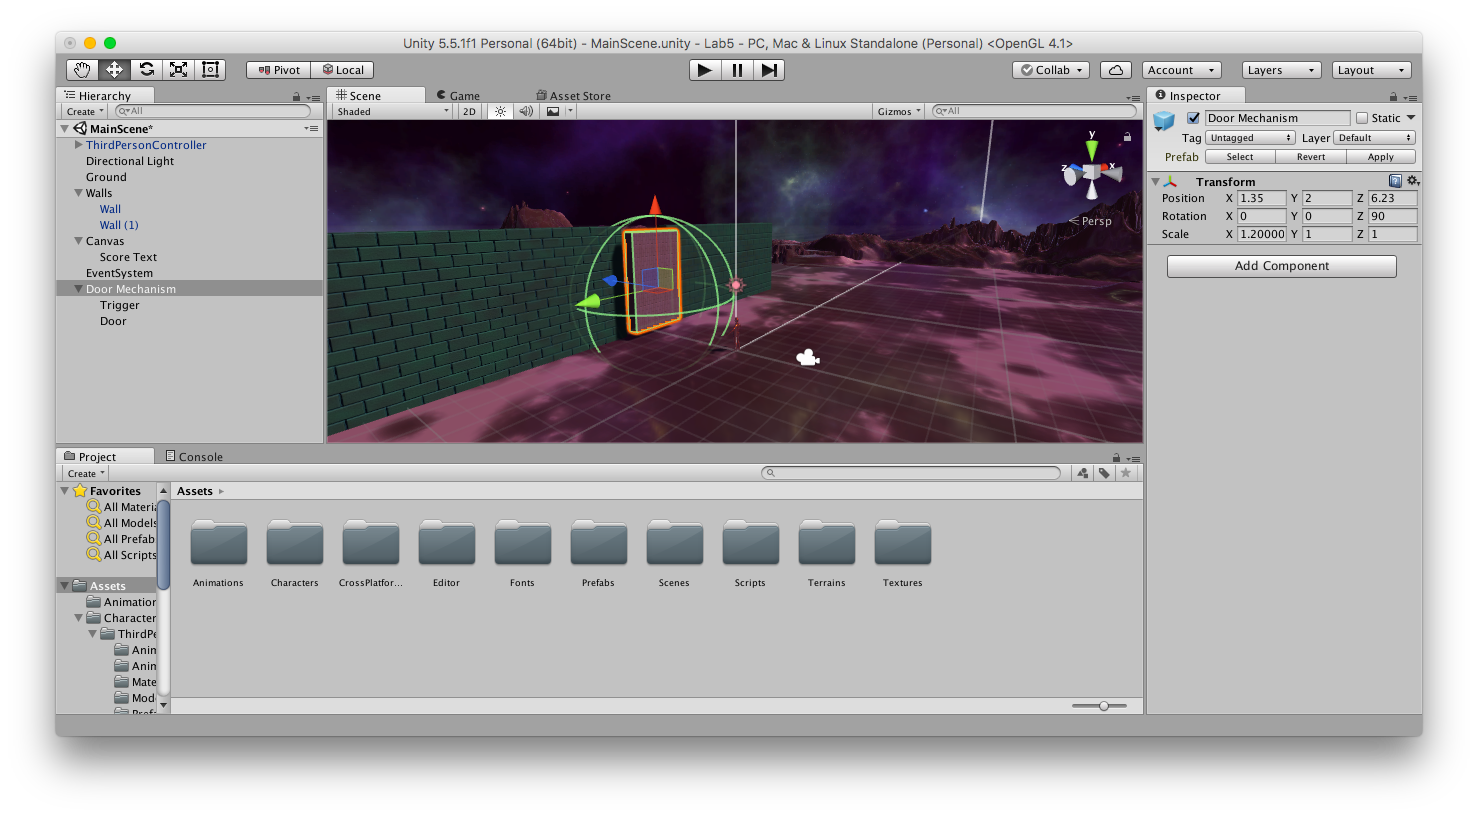 Unity 5.5.1f1 Personal (64bit) - MainScene.unity - Lab5 - PC, Mac & Linux Standalone (Personal) <OpenGL 4.1>
Pivot Local Collab Account Layers Layout
Hierarchy
Create All
MainScene*
ThirdPersonController
Directional Light
Ground
Walls
Wall
Wall (1)
Canvas
Score Text
EventSystem
Door Mechanism
Trigger
Door
Scene Game Asset Store
Shaded 2D Gizmos All
y
z x
Persp
Inspector
Door Mechanism Static
Tag Untagged Layer Default
Prefab Select Revert Apply
Transform
Position X 1.35 Y 2 Z 6.23
Rotation X 0 Y 0 Z 90
Scale X 1.20000 Y 1 Z 1
Add Component
Project Console
Create
Favorites
All Materia
All Models
All Prefab
All Scripts
Assets
Animation
Character
ThirdPe
Anim
Anim
Mate
Mod
Prefa
Assets
Animations Characters CrossPlatfor... Editor Fonts Prefabs Scenes Scripts Terrains Textures